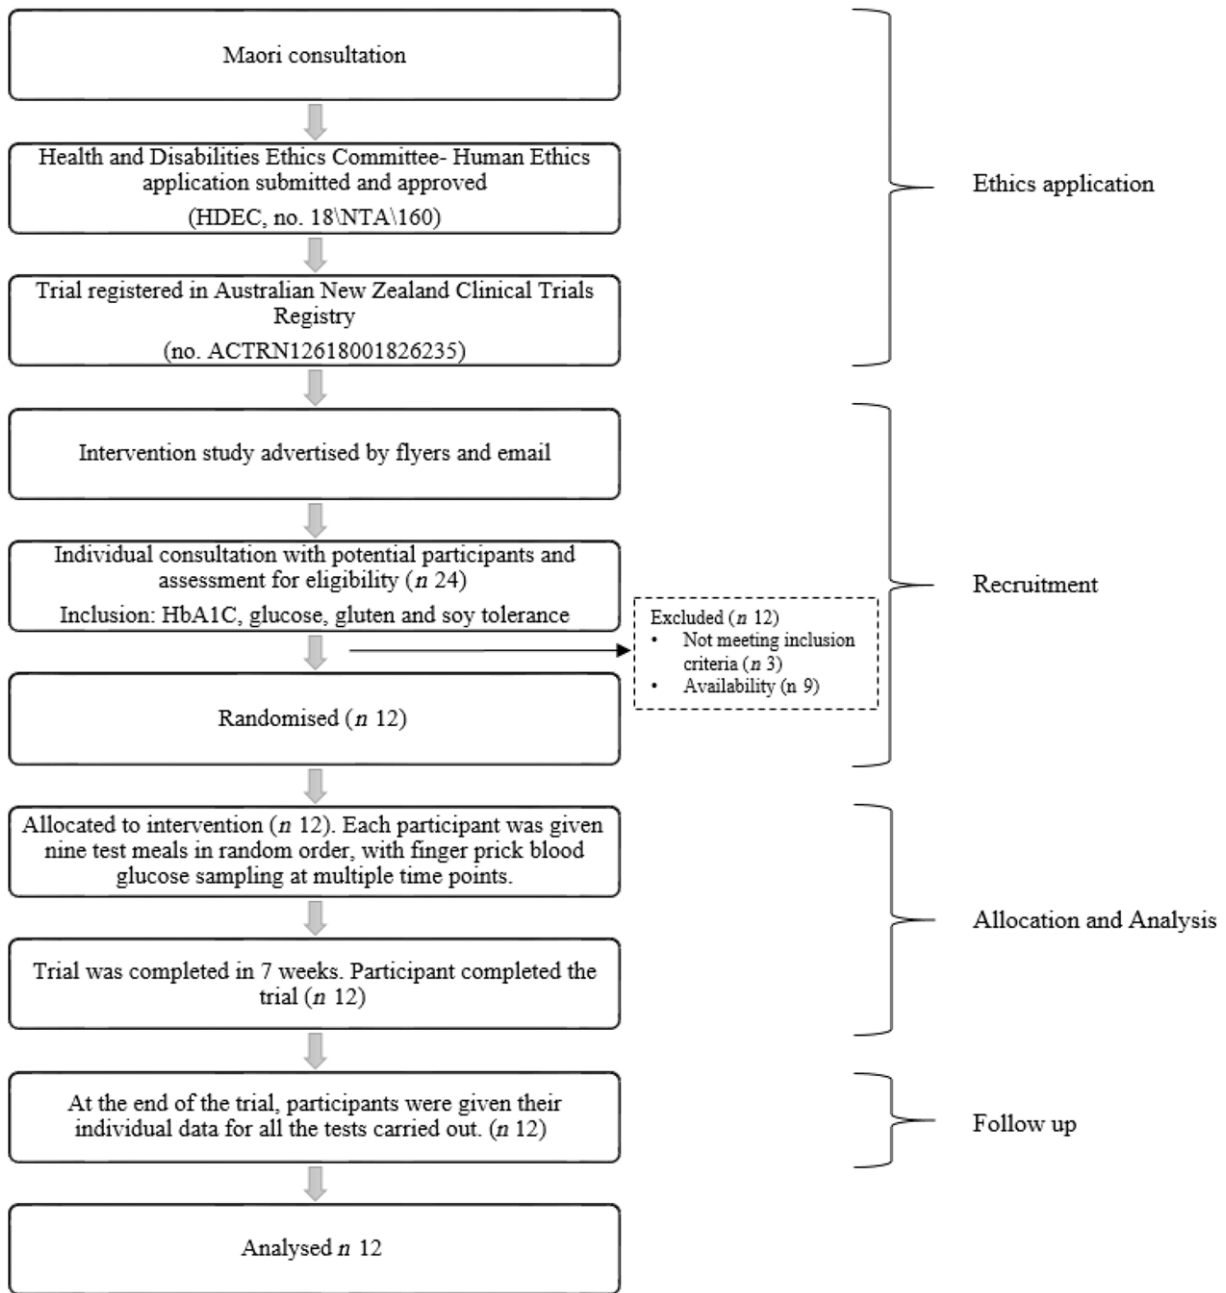 Maori consultation
Health and Disabilities Ethics Committee- Human Ethics
application submitted and approved
(HDEC, no. 18\NTA\160)
Trial registered in Australian New Zealand Clinical Trials
Registry
(no. ACTRN12618001826235)
Ethics application
Intervention study advertised by flyers and email
Individual consultation with potential participants and
assessment for eligibility (n 24)
Inclusion: HbA1C, glucose, gluten and soy tolerance
Excluded (n 12)
• Not meeting inclusion
criteria (n 3)
• Availability (n 9)
Randomised (n 12)
Recruitment
Allocated to intervention (n 12). Each participant was given
nine test meals in random order, with finger prick blood
glucose sampling at multiple time points.
Trial was completed in 7 weeks. Participant completed the
trial (n 12)
Allocation and Analysis
At the end of the trial, participants were given their
individual data for all the tests carried out. (n 12)
Follow up
Analysed n 12